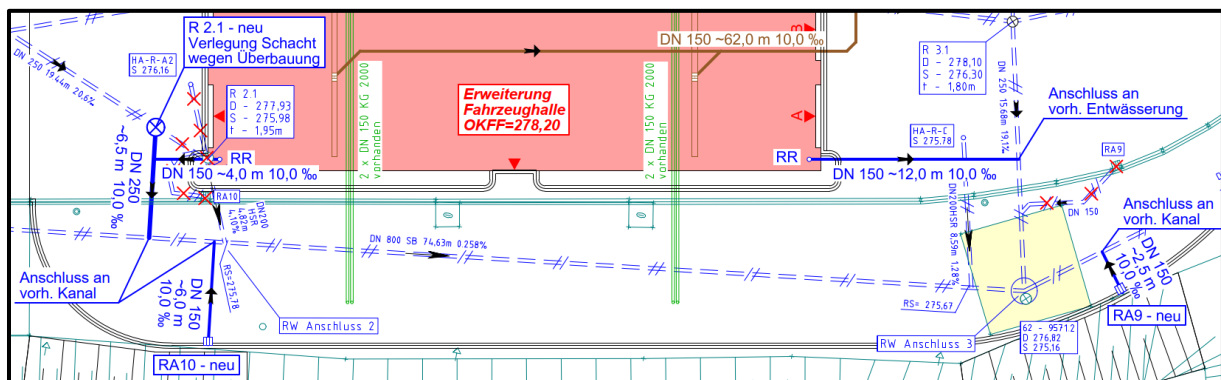 R 2.1 - neu
Verlegung Schacht
wegen Überbauung
HA-R-A2
S 276,16
DN 250 19.44m 20.6%
R 2.1
D - 277,93
S - 275,98
t - 1,95m
RR
DN 150 ~4,0 m 10,0 ‰
DN 250
~6,5 m 10,0 ‰
RA10
DN200
HSR
4,82m
4,10%
RS=275,78
Anschluss an
vorh. Kanal
DN 150
~6,0 m
10,0 ‰
RA10 - neu
RW Anschluss 2
DN 800 SB 74,63m 0.258%
2 x DN 150 KG 2000
vorhanden
Erweiterung
Fahrzeughalle
OKFF=278,20
2 x DN 150 KG 2000
vorhanden
DN 150 ~62,0 m 10,0 ‰
B
A
RR
DN 150 ~12,0 m 10,0 ‰
R 3.1
D - 278,10
S - 276,30
t - 1,80m
DN 250 15.68m 19,1%
HA-R-C
S 275.78
Anschluss an
vorh. Entwässerung
RA9
DN 150
DN200HSR 8.59m 1.28%
RS= 275.67
Anschluss an
vorh. Kanal
DN 150
~2,5 m
10,0 ‰
RA9 - neu
RW Anschluss 3
62 - 9571.2
D 276,82
S 275,16